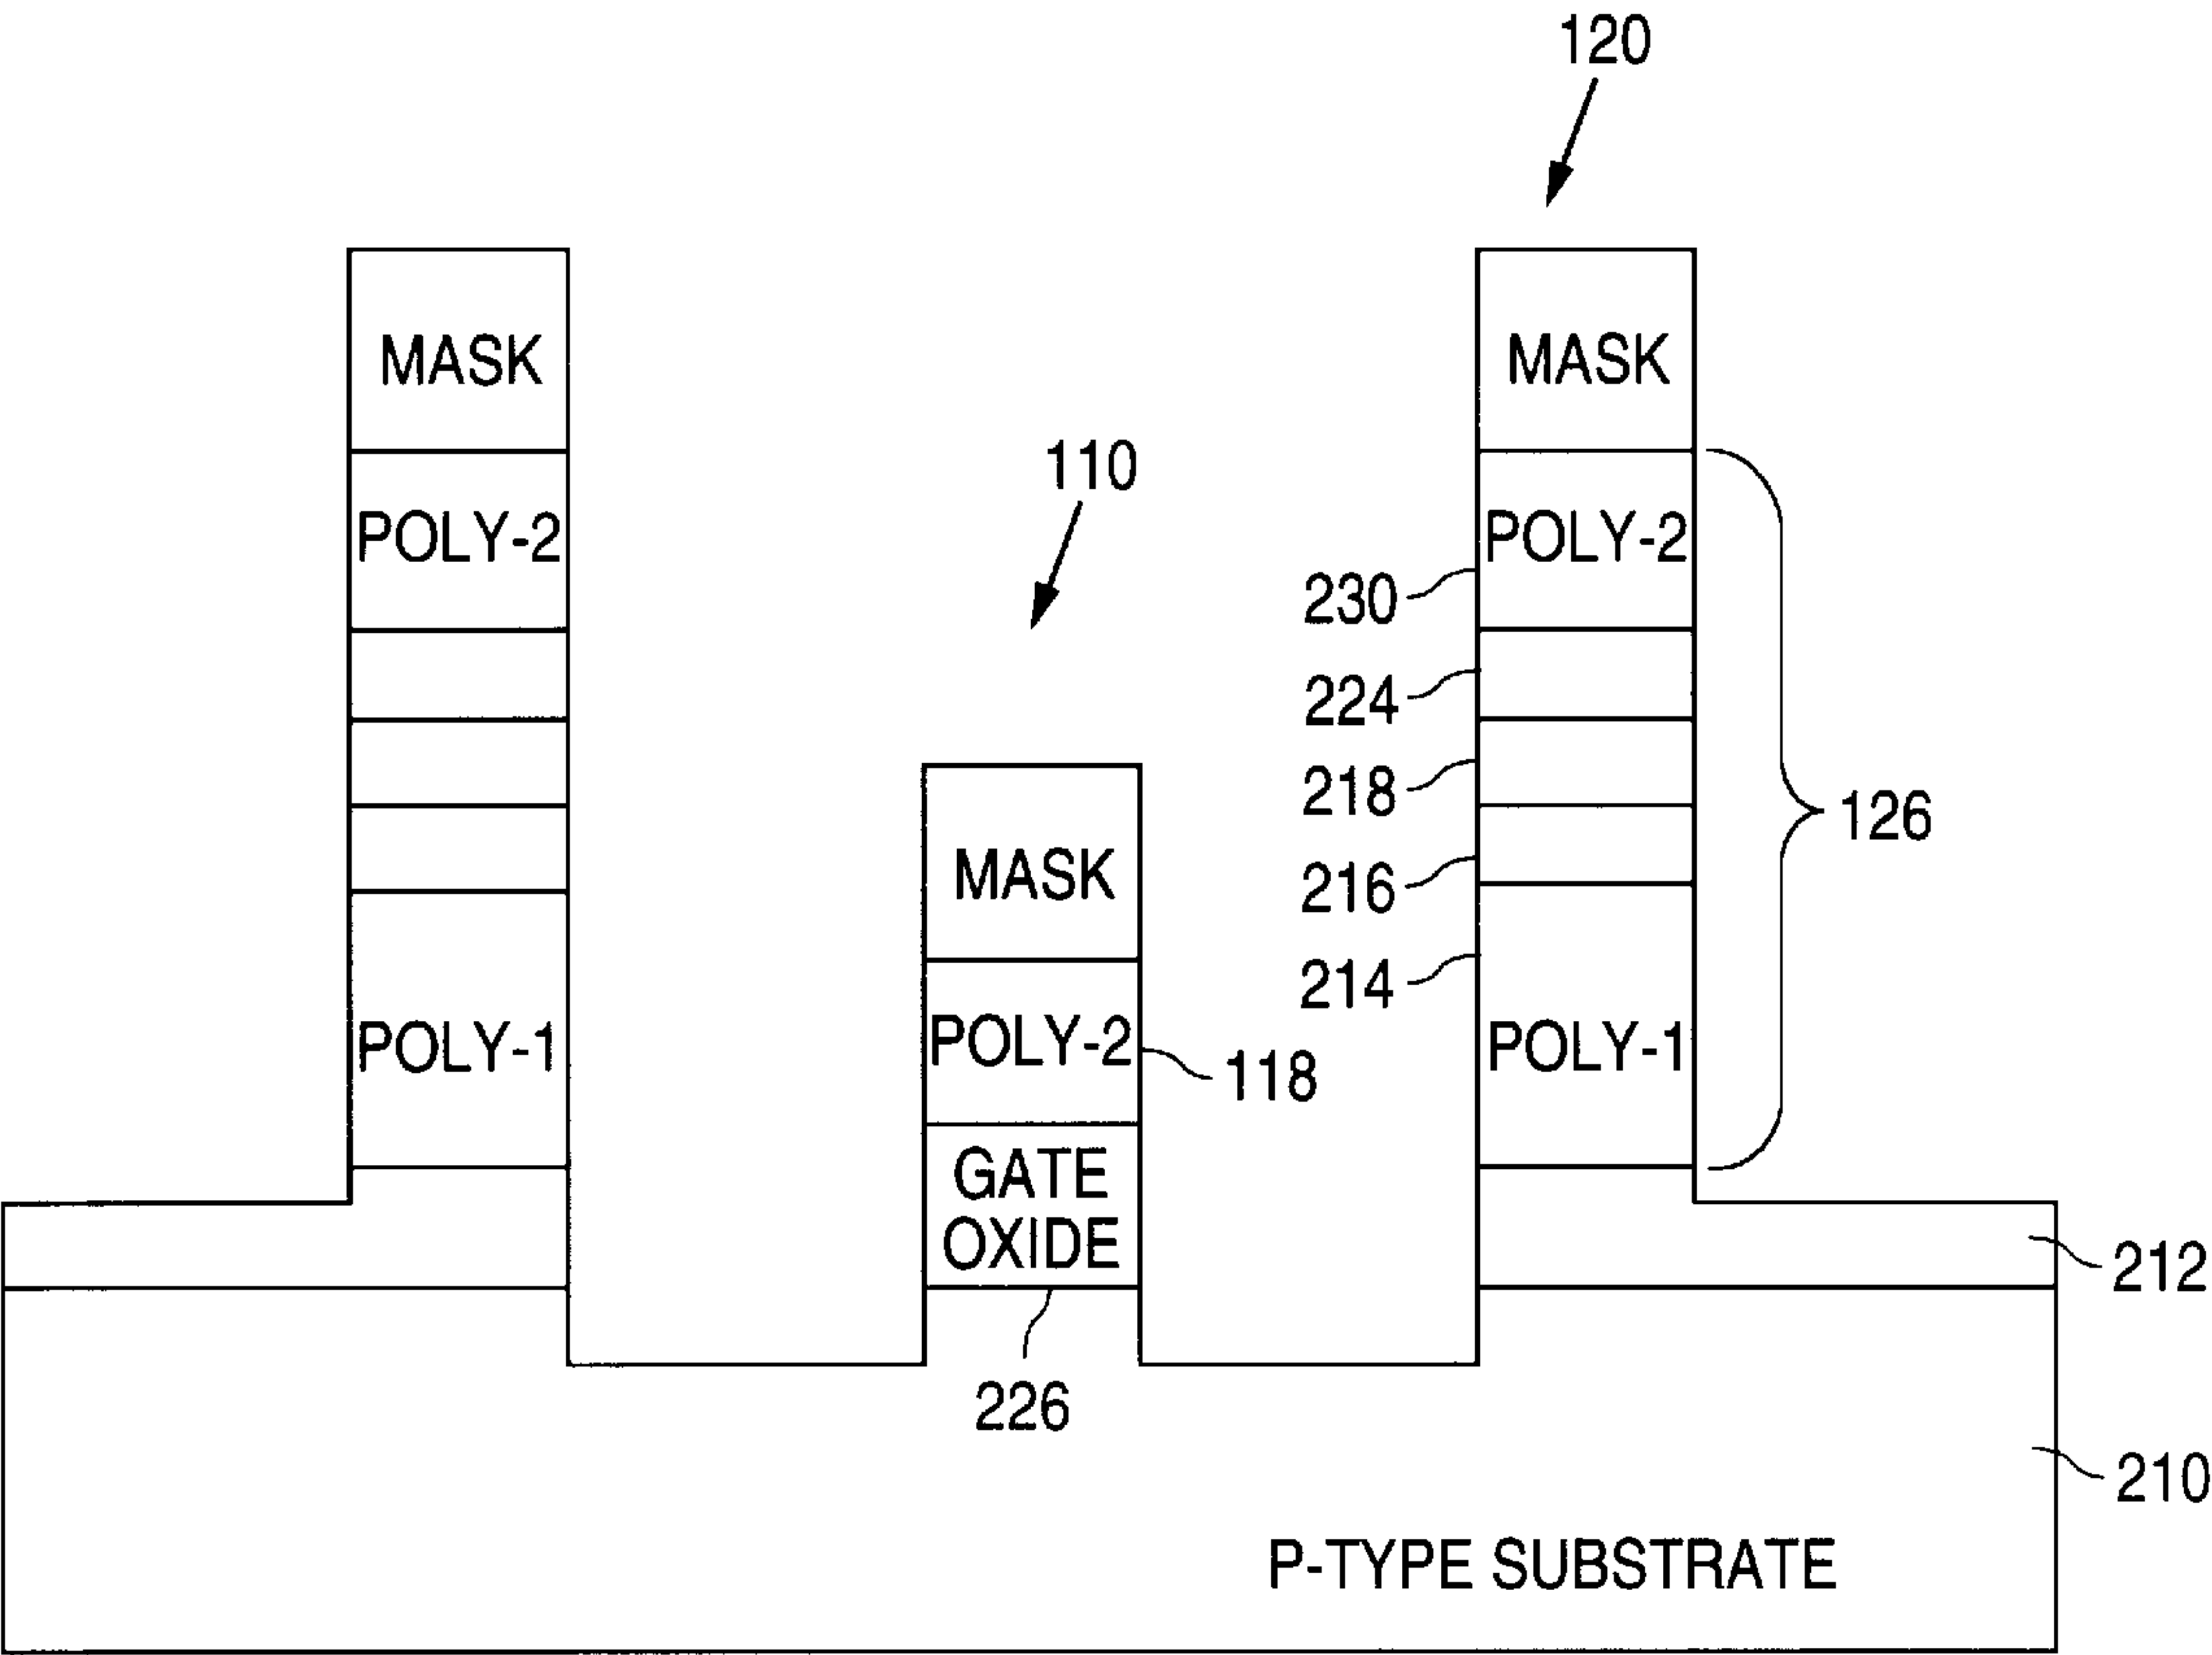 120
MASK
MASK
110
POLY-2
POLY-2
230
224
218
126
MASK
216
214
POLY-1
POLY-2
118
POLY-1
GATE
OXIDE
212
226
210
P-TYPE SUBSTRATE